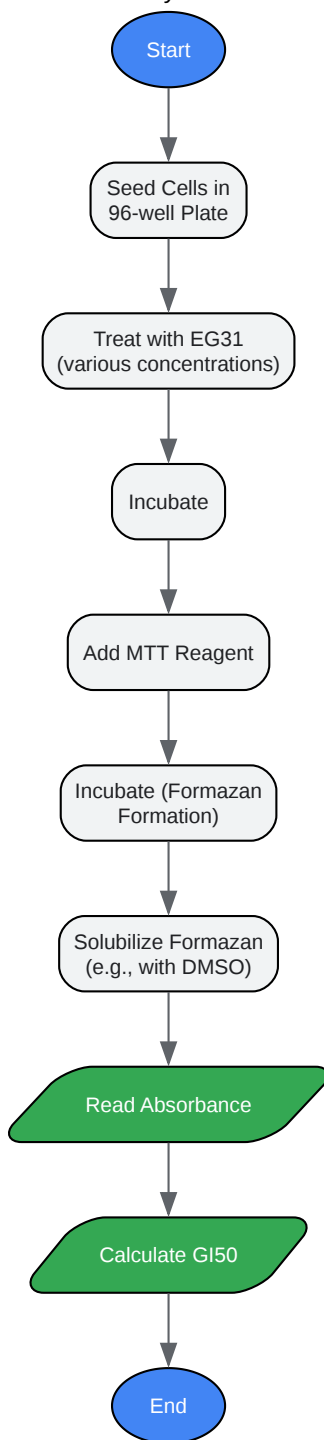 Start
Seed Cells in
96-well Plate
Treat with EG31
(various concentrations)
Incubate
Add MTT Reagent
Incubate (Formazan
Formation)
Solubilize Formazan
(e.g., with DMSO)
Read Absorbance
Calculate GI50
End